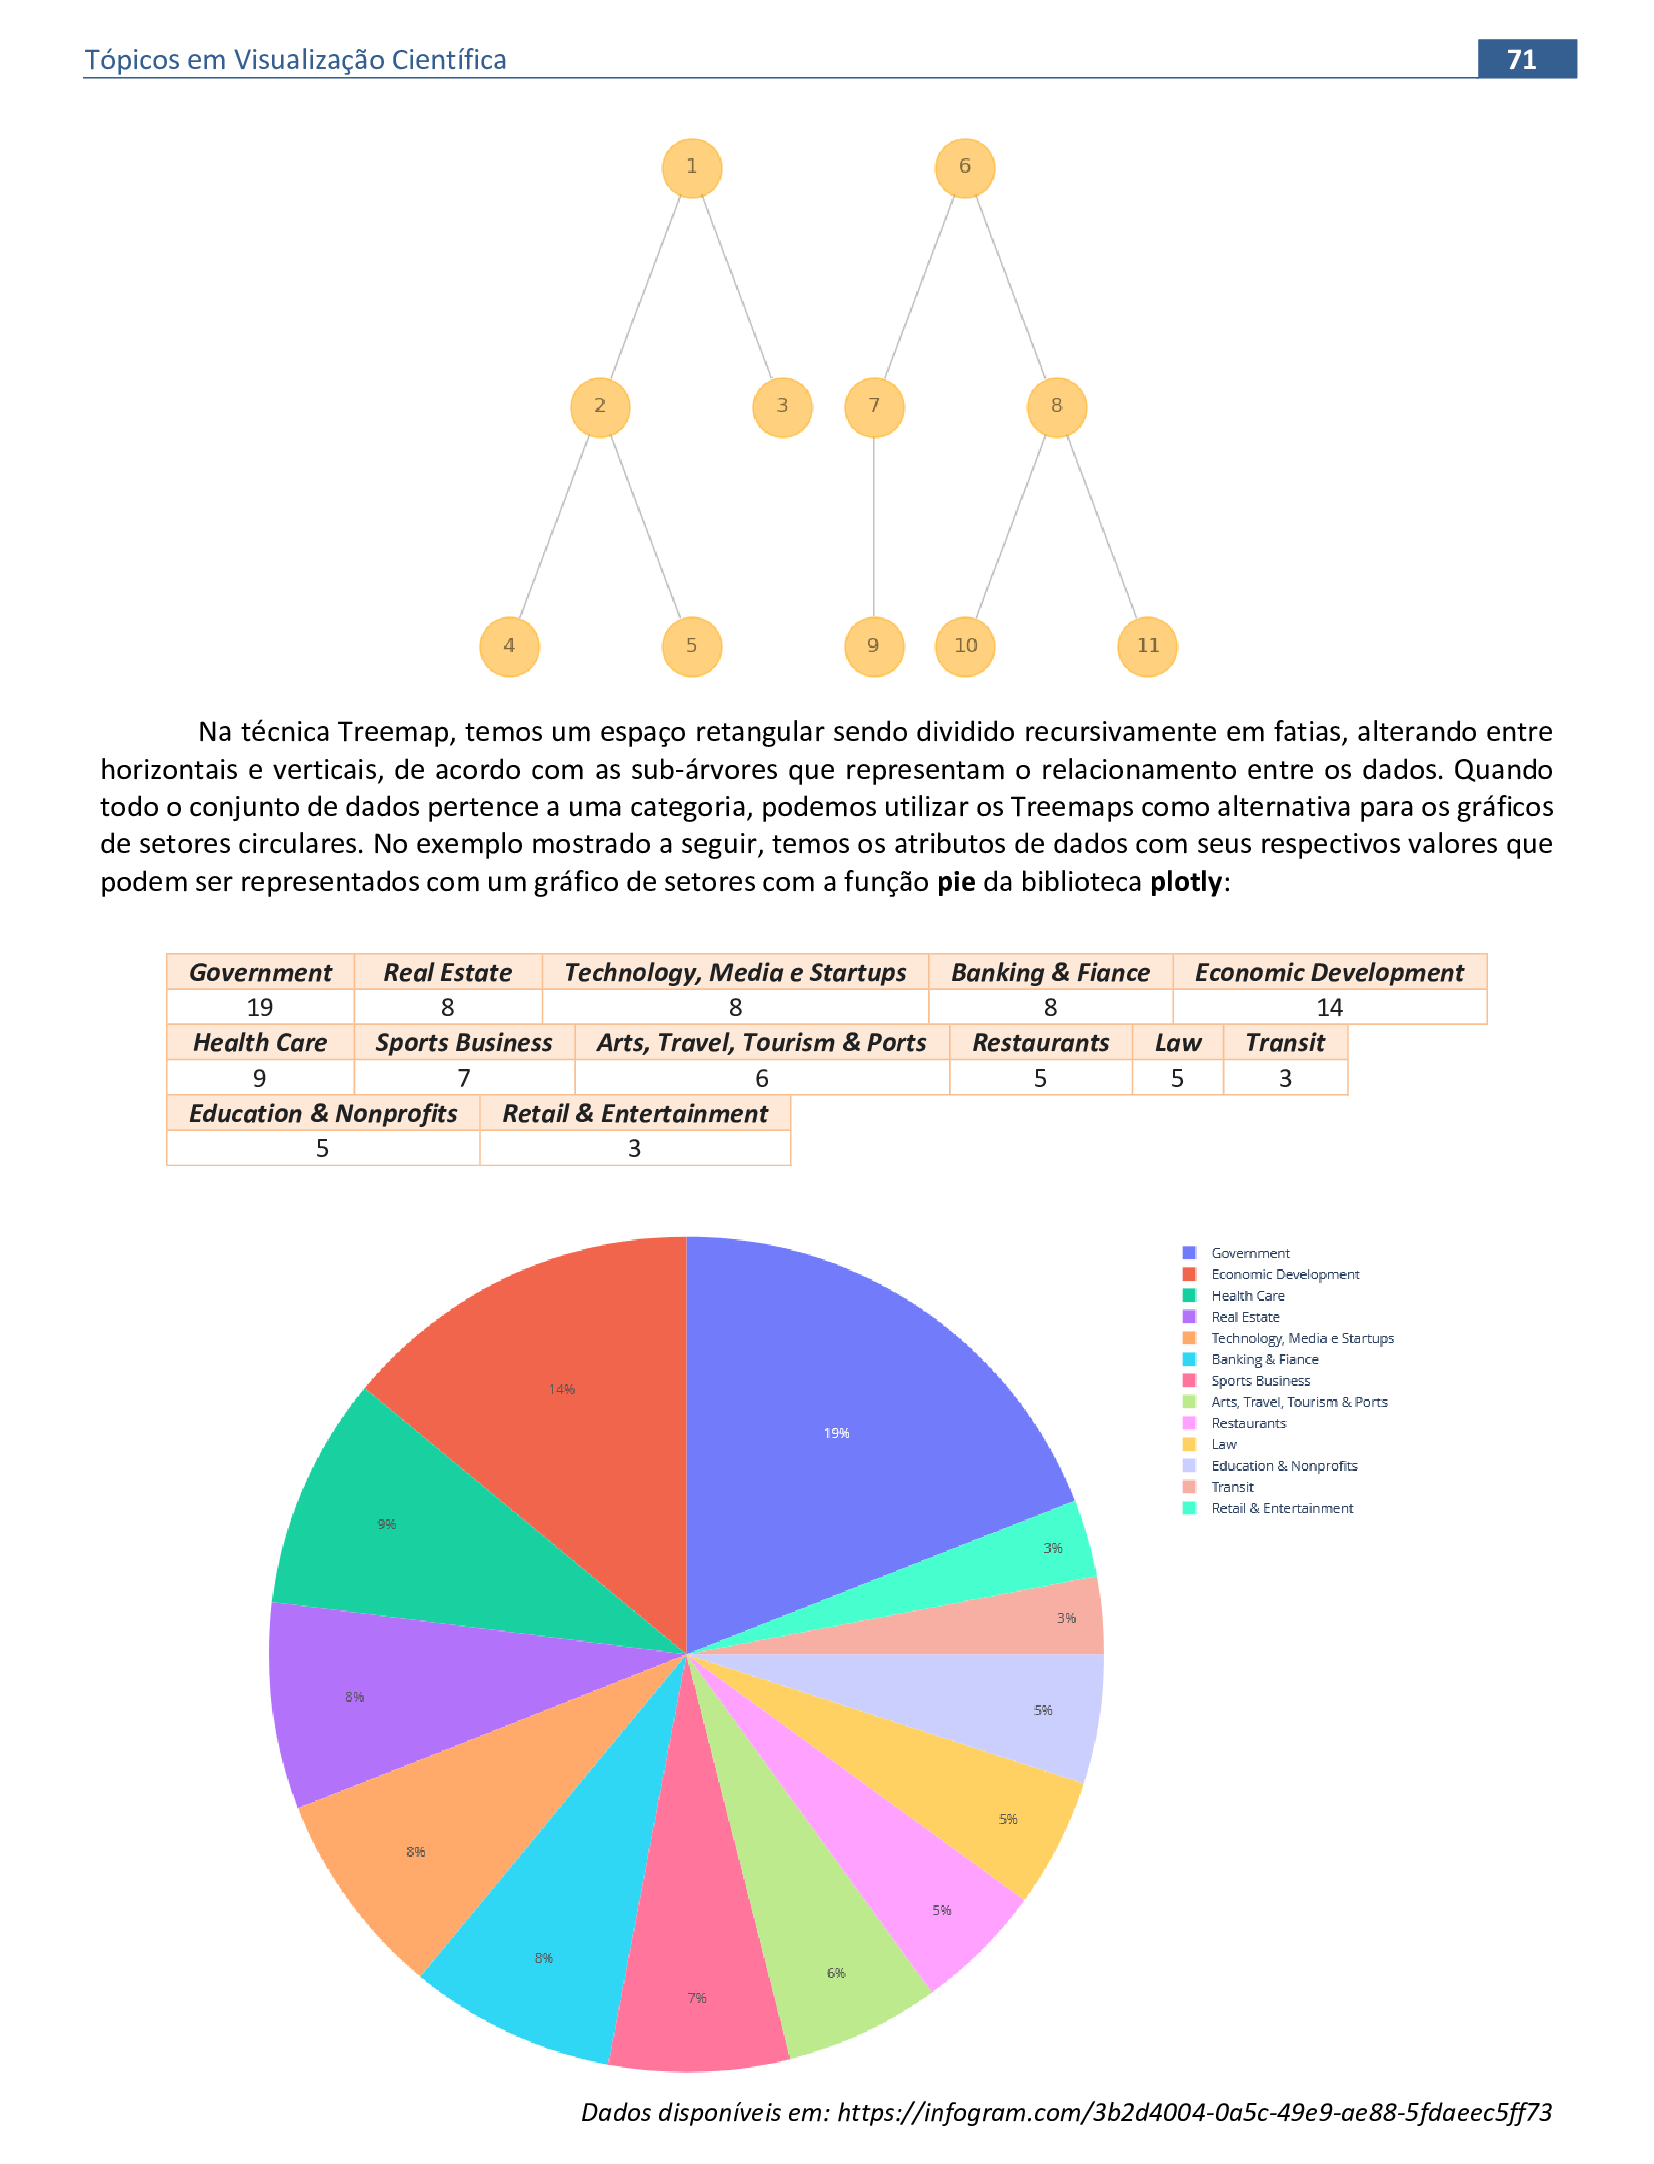 Tópicos em Visualização Científica
71
1
6
2
3
7
8
4
5
9
10
11
Na técnica Treemap, temos um espaço retangular sendo dividido recursivamente em fatias, alterando entre
horizontais e verticais, de acordo com as sub-árvores que representam o relacionamento entre os dados. Quando
todo o conjunto de dados pertence a uma categoria, podemos utilizar os Treemaps como alternativa para os gráficos
de setores circulares. No exemplo mostrado a seguir, temos os atributos de dados com seus respectivos valores que
podem ser representados com um gráfico de setores com a função pie da biblioteca plotly:
Government Real Estate Technology, Media e Startups Banking & Fiance Economic Development
19 8 8 8 14
Health Care Sports Business Arts, Travel, Tourism & Ports Restaurants Law Transit
9 7 6 5 5 3
Education & Nonprofits Retail & Entertainment
5 3
Government
Economic Development
Health Care
Real Estate
Technology, Media e Startups
Banking & Fiance
Sports Business
Arts, Travel, Tourism & Ports
Restaurants
Law
Education & Nonprofits
Transit
Retail & Entertainment
14%
19%
9%
3%
3%
8%
5%
5%
8%
5%
8%
6%
7%
Dados disponíveis em: https://infogram.com/3b2d4004-0a5c-49e9-ae88-5fdaeec5ff73